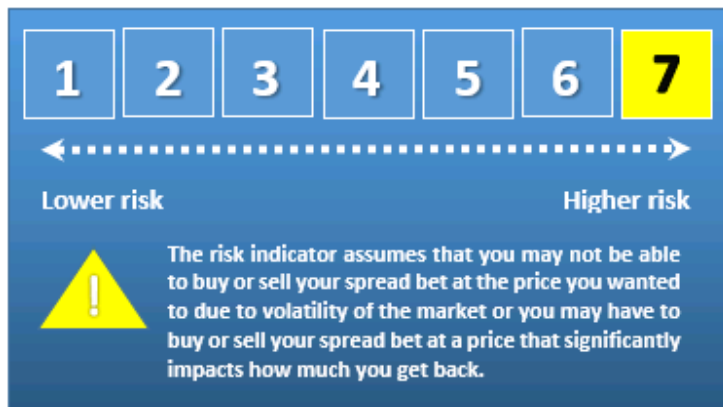 1 2 3 4 5 6 7
Lower risk Higher risk
!
The risk indicator assumes that you may not be able
to buy or sell your spread bet at the price you wanted
to due to volatility of the market or you may have to
buy or sell your spread bet at a price that significantly
impacts how much you get back.